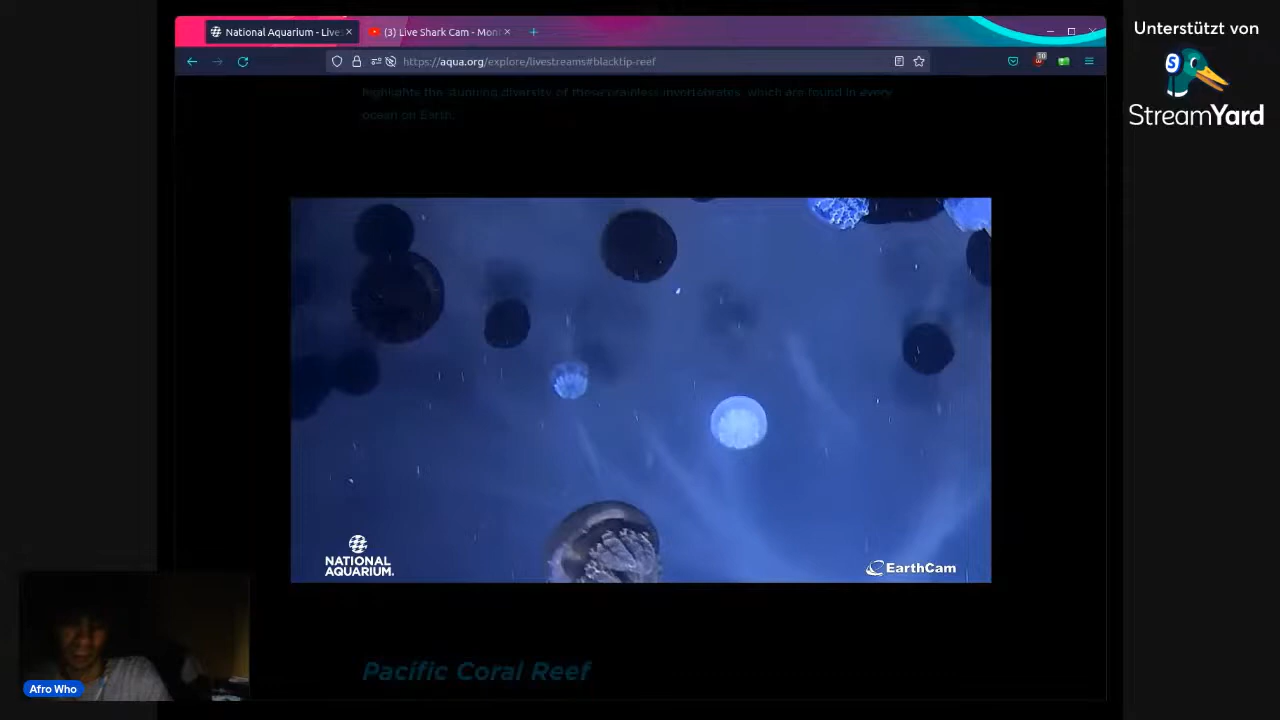 National Aquarium - Live
(3) Live Shark Cam - Mont
https://aqua.org/explore/livestreams#blacktip-reef
highlights the stunning diversity of these brainless invertebrates, which are found in every
ocean on Earth.
NATIONAL
AQUARIUM.
EarthCam
Pacific Coral Reef
Afro Who
Unterstützt von
S
StreamYard